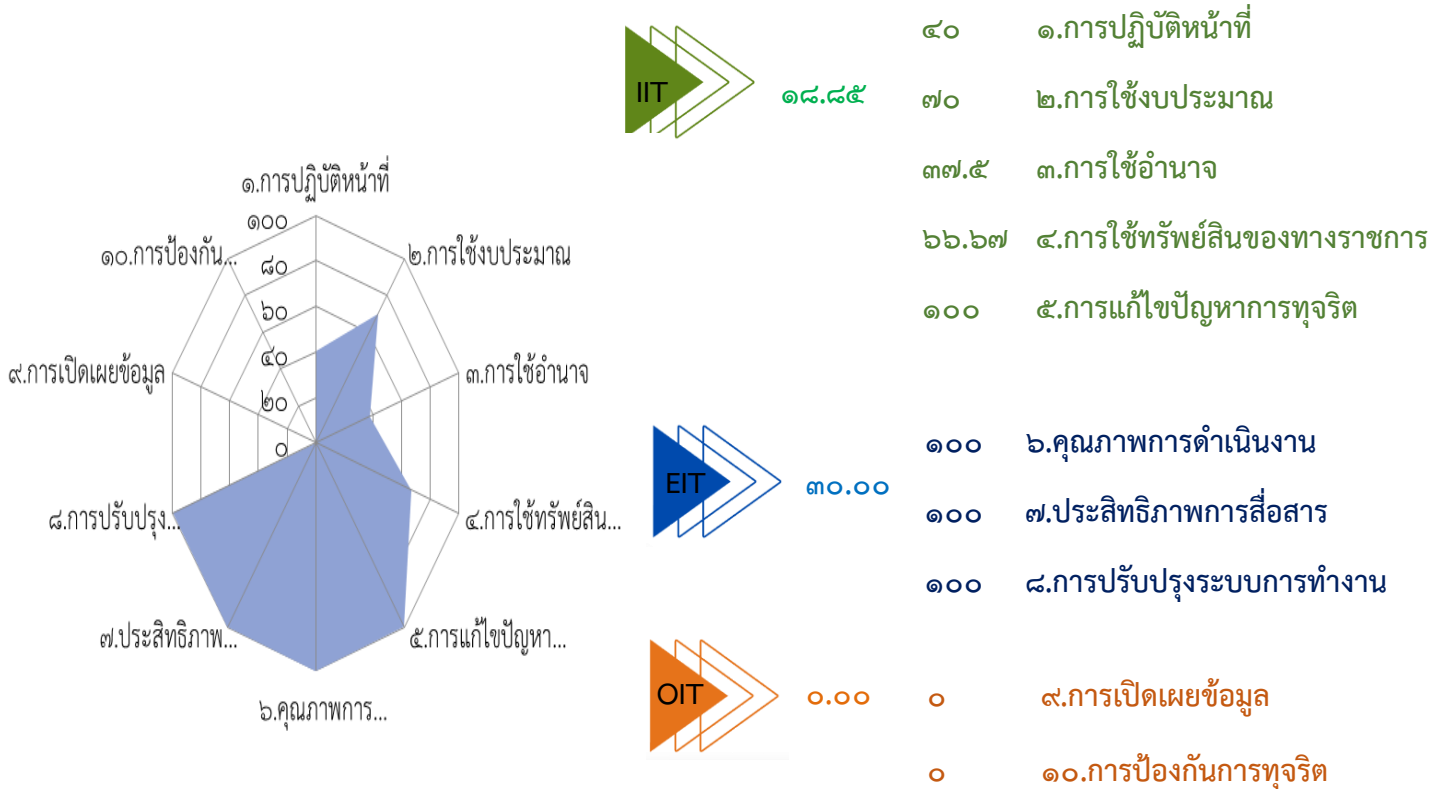 ๑.การปฏิบัติหน้าที่
๑๐๐
๑๐.การป้องกัน...
๘๐
๒.การใช้งบประมาณ
๖๐
๔๐
๙.การเปิดเผยข้อมูล
๓.การใช้อำนาจ
๒๐
๐
๘.การปรับปรุง...
๔.การใช้ทรัพย์สิน...
๗.ประสิทธิภาพ...
๕.การแก้ไขปัญหา...
๖.คุณภาพการ...
IIT
๑๘.๘๕
๔๐ ๑.การปฏิบัติหน้าที่
๗๐ ๒.การใช้งบประมาณ
๓๗.๕ ๓.การใช้อำนาจ
๖๖.๖๗ ๔.การใช้ทรัพย์สินของทางราชการ
๑๐๐ ๕.การแก้ไขปัญหาการทุจริต
EIT
๓๐.๐๐
๑๐๐ ๖.คุณภาพการดำเนินงาน
๑๐๐ ๗.ประสิทธิภาพการสื่อสาร
๑๐๐ ๘.การปรับปรุงระบบการทำงาน
OIT
๐.๐๐
๐ ๙.การเปิดเผยข้อมูล
๐ ๑๐.การป้องกันการทุจริต